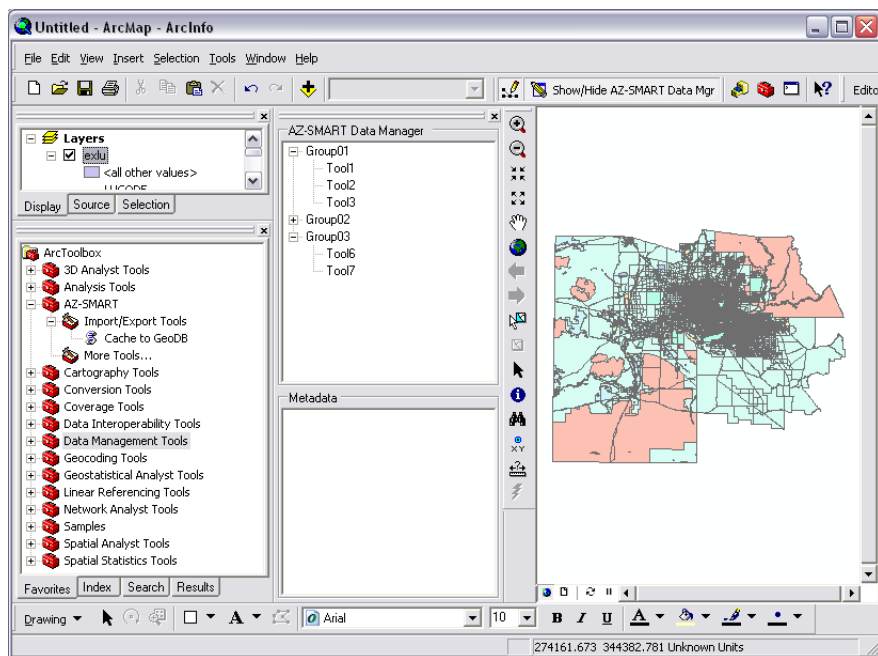 Untitled - ArcMap - ArcInfo
File Edit View Insert Selection Tools Window Help
Show/Hide AZ-SMART Data Mgr
Edito
Layers
exlu
<all other values>
Display Source Selection
ArcToolbox
3D Analyst Tools
Analysis Tools
AZ-SMART
Import/Export Tools
Cache to GeoDB
More Tools...
Cartography Tools
Conversion Tools
Coverage Tools
Data Interoperability Tools
Data Management Tools
Geocoding Tools
Geostatistical Analyst Tools
Linear Referencing Tools
Network Analyst Tools
Samples
Spatial Analyst Tools
Spatial Statistics Tools
Favorites Index Search Results
AZ-SMART Data Manager
Group01
Tool1
Tool2
Tool3
Group02
Group03
Tool6
Tool7
Metadata
XY
Drawing A Arial 10 B I U A
274161.673 344382.781 Unknown Units